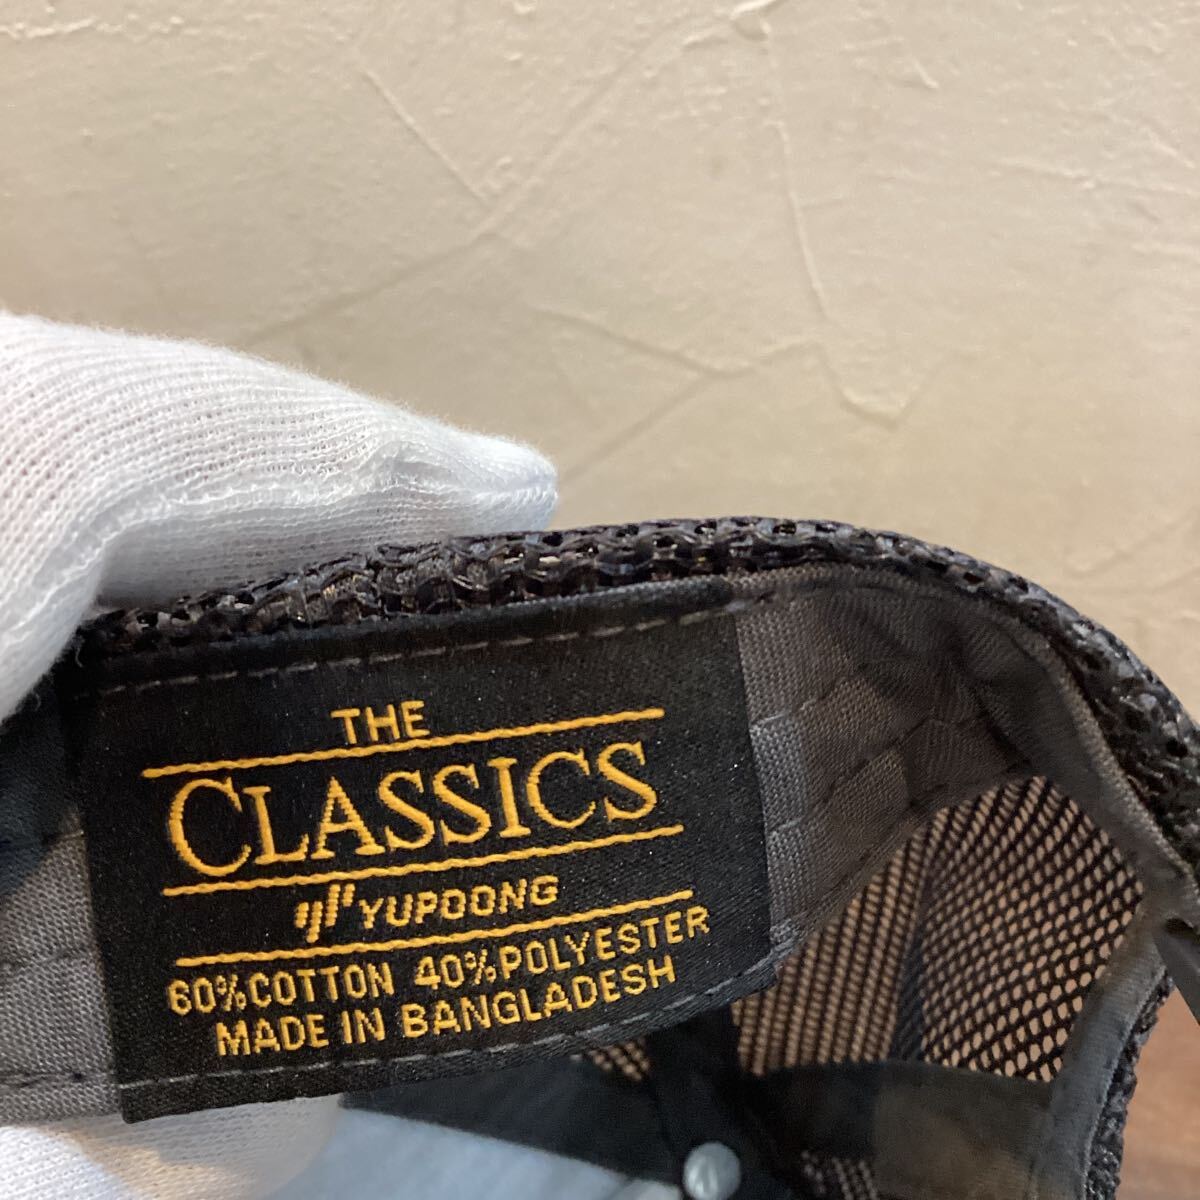 THE
CLASSICS
YUPOONG
60% COTTON 40% POLYESTER
MADE IN BANGLADESH